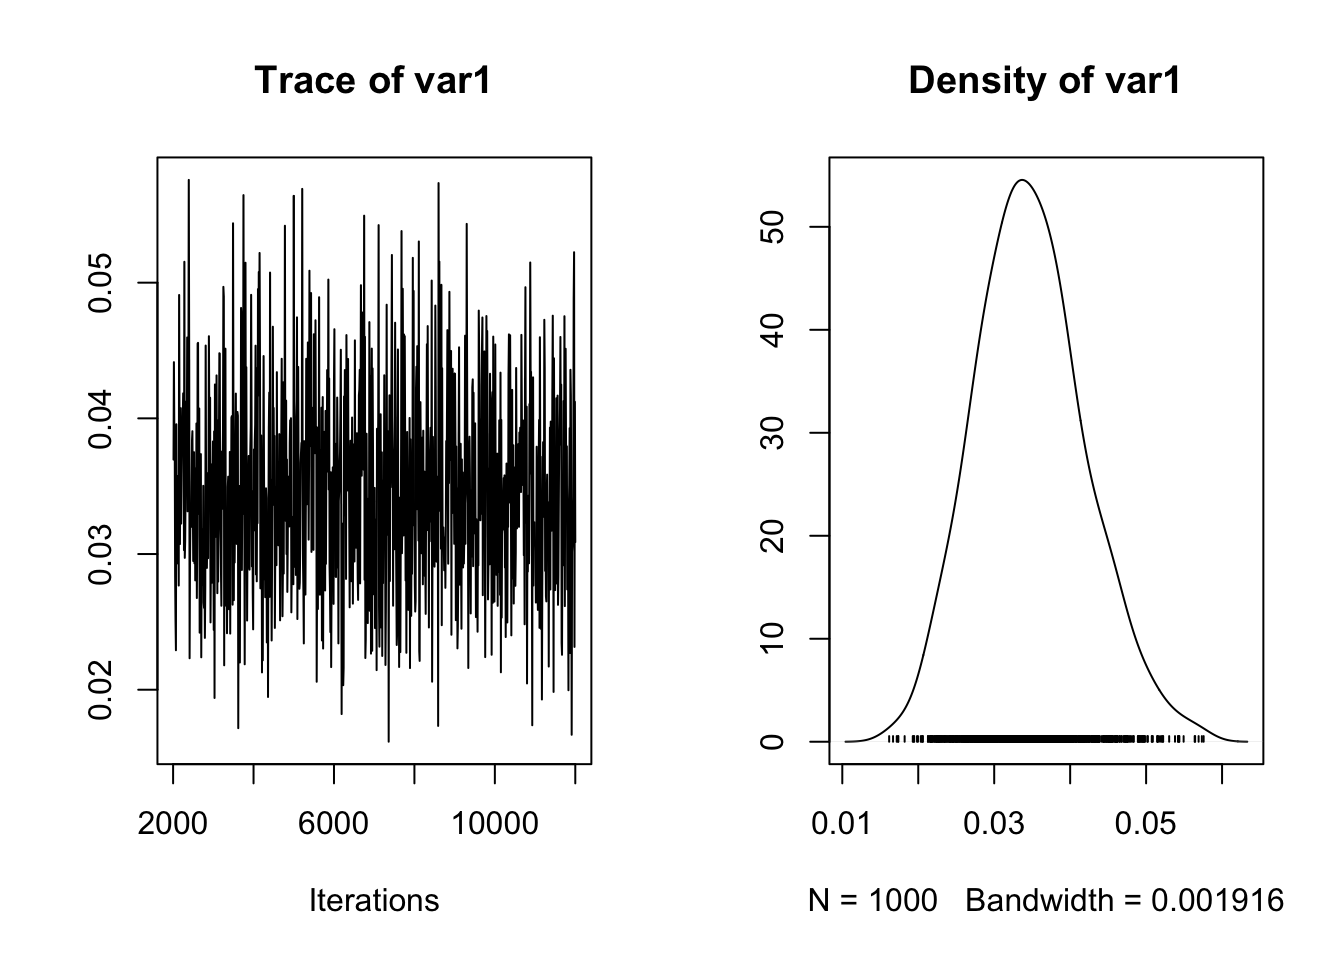 Trace of var1
0.05
0.04
0.03
0.02
2000 6000 10000
Iterations
Density of var1
50
40
30
20
10
0
0.01 0.03 0.05
N = 1000 Bandwidth = 0.001916